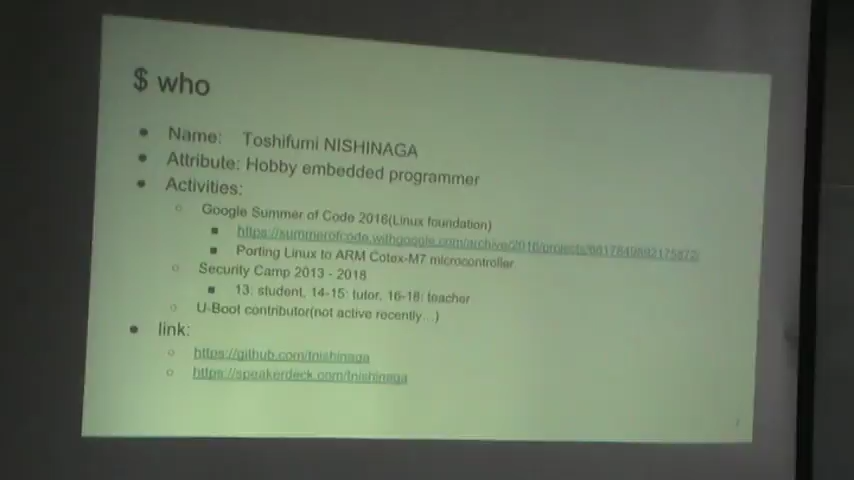 $ who
● Name: Toshifumi NISHINAGA
● Attribute: Hobby embedded programmer
● Activities:
○ Google Summer of Code 2016(Linux foundation)
■ https://summerofcode.withgoogle.com/archive/2016/projects/
■ Porting Linux to ARM Cotex-M7 microcontroller
○ Security Camp 2013 - 2018
■ 13: student, 14-15: tutor, 16-18: teacher
○ U-Boot contributor(not active recently…)
● link:
○ https://github.com/tnishinaga
○ https://speakerdeck.com/tnishinaga